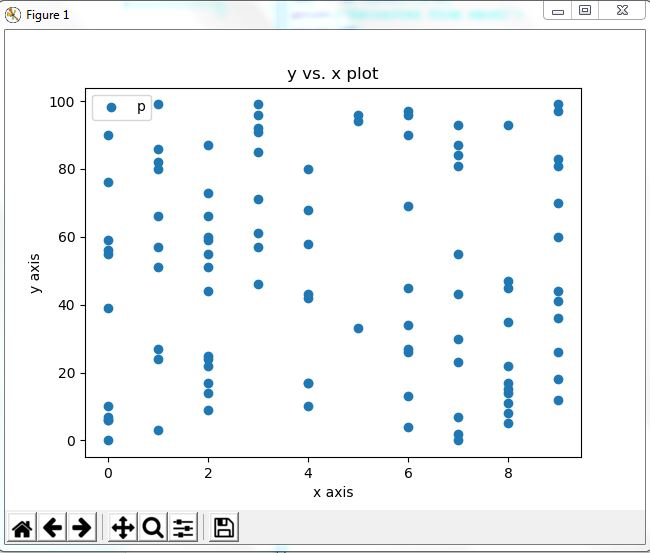 Figure 1
y vs. x plot
p
100
80
60
40
20
0
y axis
0 2 4 6 8
x axis